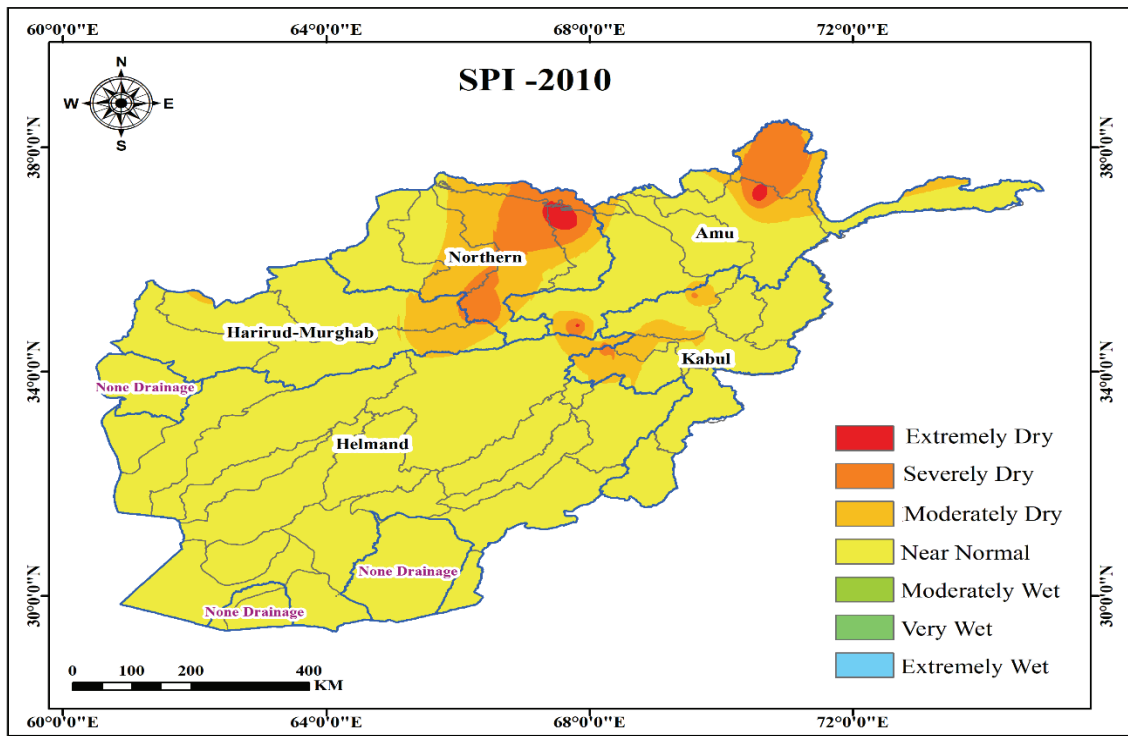 60°0'0"E 64°0'0"E 68°0'0"E 72°0'0"E
SPI -2010
N
W E
S
38°0'0"N
38°0'0"N
Amu
Northern
Harirud-Murghab
Kabul
34°0'0"N
34°0'0"N
None Drainage
Helmand
Extremely Dry
Severely Dry
Moderately Dry
Near Normal
Moderately Wet
Very Wet
Extremely Wet
None Drainage
None Drainage
30°0'0"N
30°0'0"N
0 100 200 400
KM
60°0'0"E 64°0'0"E 68°0'0"E 72°0'0"E